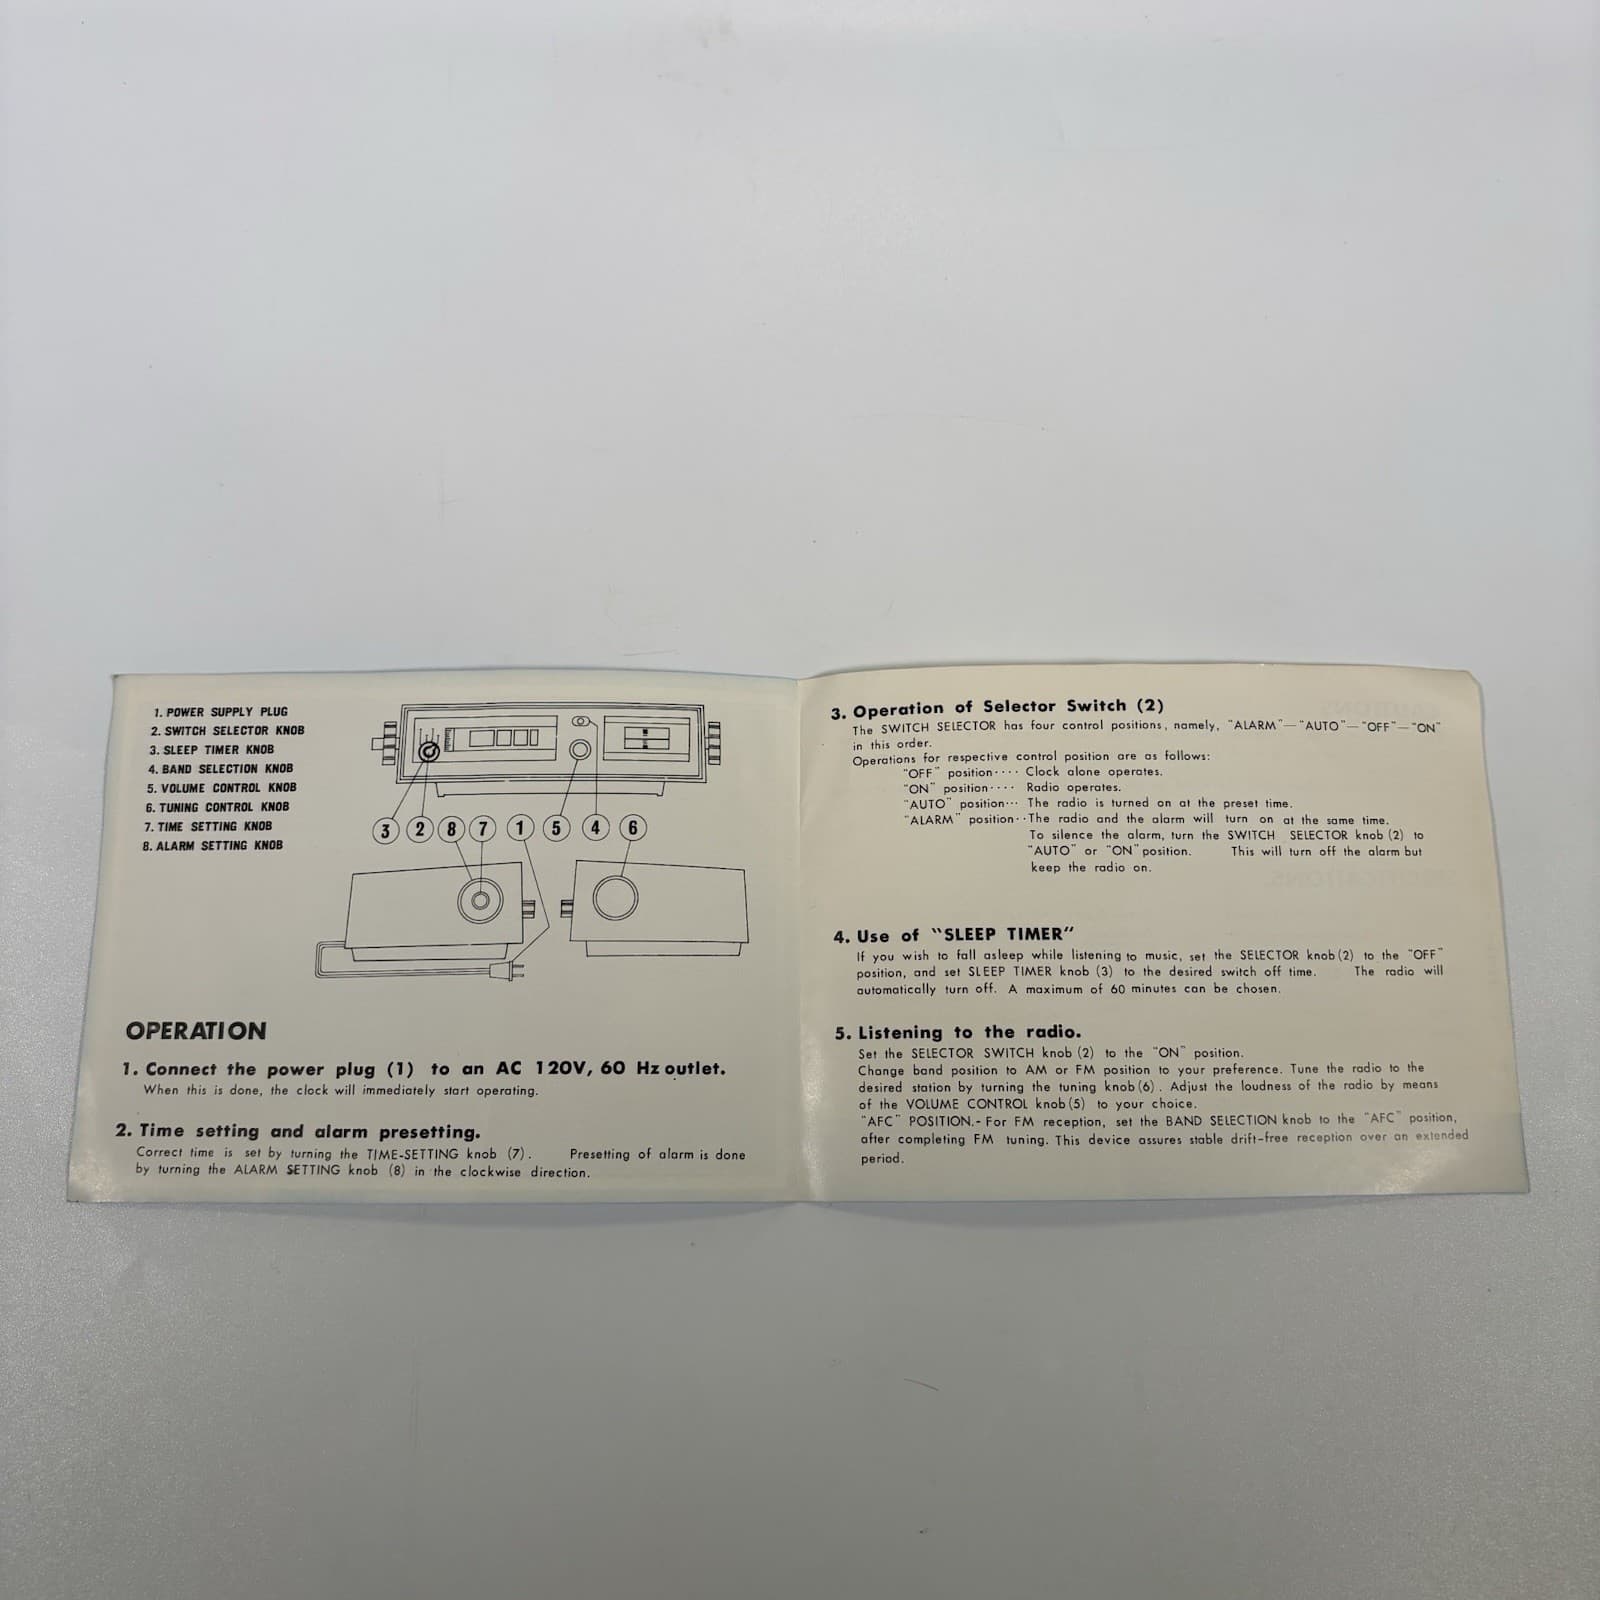 1. POWER SUPPLY PLUG
2. SWITCH SELECTOR KNOB
3. SLEEP TIMER KNOB
4. BAND SELECTION KNOB
5. VOLUME CONTROL KNOB
6. TUNING CONTROL KNOB
7. TIME SETTING KNOB
8. ALARM SETTING KNOB
3 2 8 7 1 5 4 6
OPERATION
1. Connect the power plug (1) to an AC 120V, 60 Hz outlet.
When this is done, the clock will immediately start operating.
2. Time setting and alarm presetting.
Correct time is set by turning the TIME-SETTING knob (7). Presetting of alarm is done
by turning the ALARM SETTING knob (8) in the clockwise direction.
3. Operation of Selector Switch (2)
The SWITCH SELECTOR has four control positions, namely, "ALARM"—"AUTO"—"OFF"—"ON"
in this order.
Operations for respective control position are as follows:
"OFF" position···· Clock alone operates.
"ON" position···· Radio operates.
"AUTO" position··· The radio is turned on at the preset time.
"ALARM" position··The radio and the alarm will turn on at the same time.
To silence the alarm, turn the SWITCH SELECTOR knob (2) to
"AUTO" or "ON" position. This will turn off the alarm but
keep the radio on.
4. Use of "SLEEP TIMER"
If you wish to fall asleep while listening to music, set the SELECTOR knob (2) to the "OFF"
position, and set SLEEP TIMER knob (3) to the desired switch off time. The radio will
automatically turn off. A maximum of 60 minutes can be chosen.
5. Listening to the radio.
Set the SELECTOR SWITCH knob (2) to the "ON" position.
Change band position to AM or FM position to your preference. Tune the radio to the
desired station by turning the tuning knob (6). Adjust the loudness of the radio by means
of the VOLUME CONTROL knob (5) to your choice.
"AFC" POSITION.- For FM reception, set the BAND SELECTION knob to the "AFC" position,
after completing FM tuning. This device assures stable drift-free reception over an extended
period.